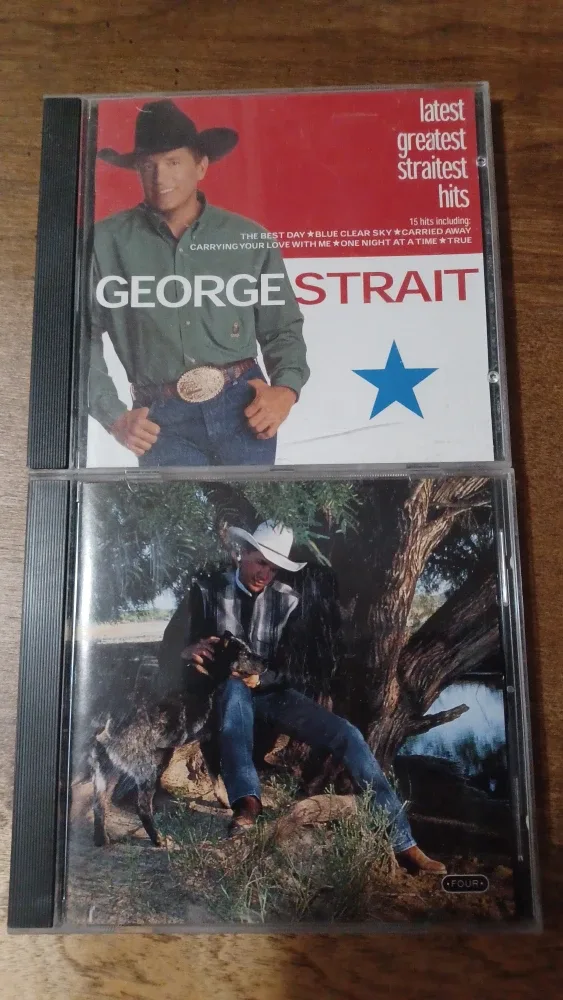 latest
greatest
straitest
hits
15 hits including:
THE BEST DAY★BLUE CLEAR SKY★CARRIED AWAY
CARRYING YOUR LOVE WITH ME★ONE NIGHT AT A TIME★TRUE
GEORGE STRAIT
•FOUR•